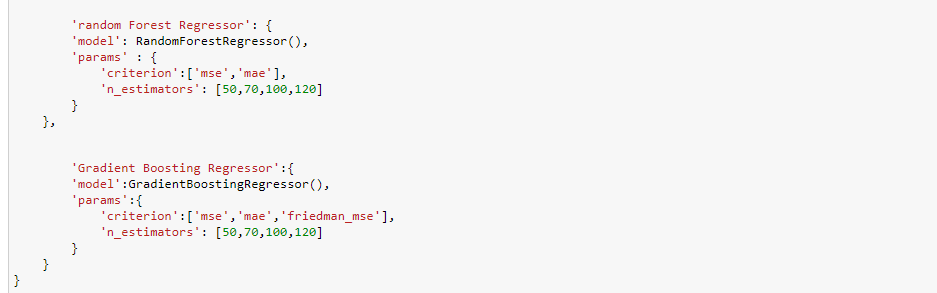 'random Forest Regressor': {
'model': RandomForestRegressor(),
'params' : {
'criterion':['mse','mae'],
'n_estimators': [50,70,100,120]
}
},
'Gradient Boosting Regressor':{
'model':GradientBoostingRegressor(),
'params':{
'criterion':['mse','mae','friedman_mse'],
'n_estimators': [50,70,100,120]
}
}
}